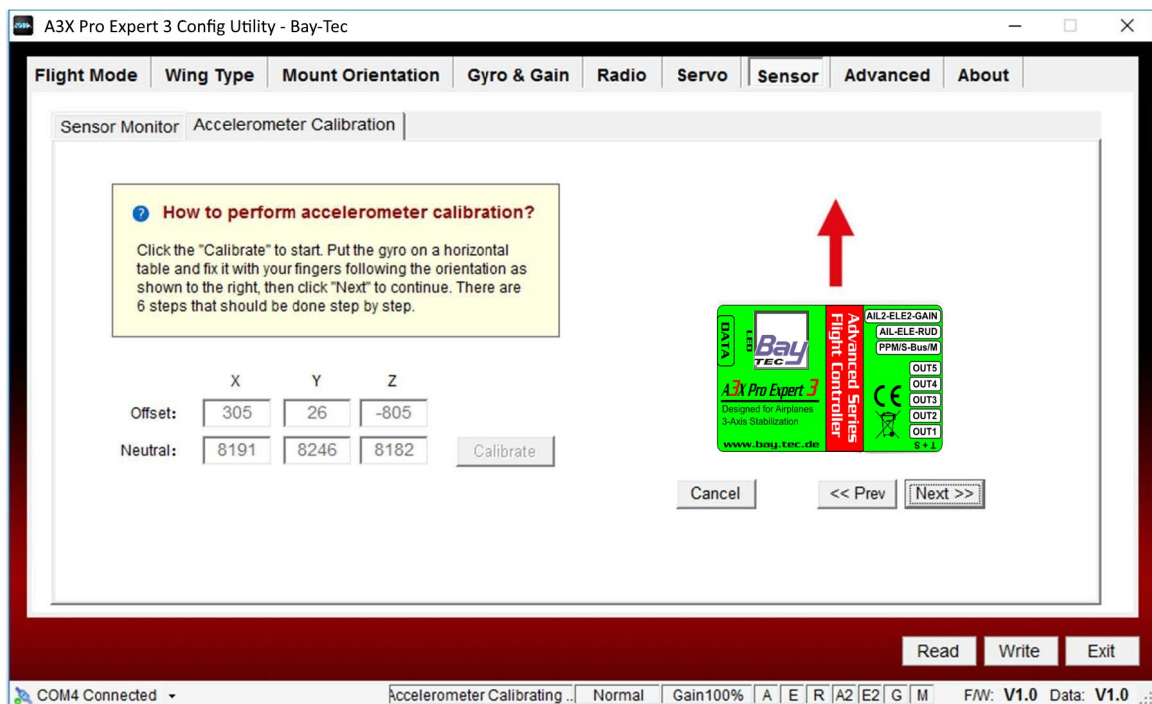 A3X Pro Expert 3 Config Utility - Bay-Tec
Flight Mode Wing Type Mount Orientation Gyro & Gain Radio Servo Sensor Advanced About
Sensor Monitor Accelerometer Calibration
How to perform accelerometer calibration?
Click the "Calibrate" to start. Put the gyro on a horizontal
table and fix it with your fingers following the orientation as
shown to the right, then click "Next" to continue. There are
6 steps that should be done step by step.
X Y Z
Offset: 305 26 -805
Neutral: 8191 8246 8182 Calibrate
DATA
LED
Bay
TEC
A3X Pro Expert 3
Designed for Airplanes
3-Axis Stabilization
www.bay.tec.de
Advanced Series
Flight Controller
AIL2-ELE2-GAIN
AIL-ELE-RUD
PPM/S-Bus/M
OUT5
OUT4
OUT3
OUT2
OUT1
CE
Cancel << Prev Next >>
Read Write Exit
COM4 Connected Accelerometer Calibrating .. Normal Gain100% A E R A2 E2 G M F/W: V1.0 Data: V1.0